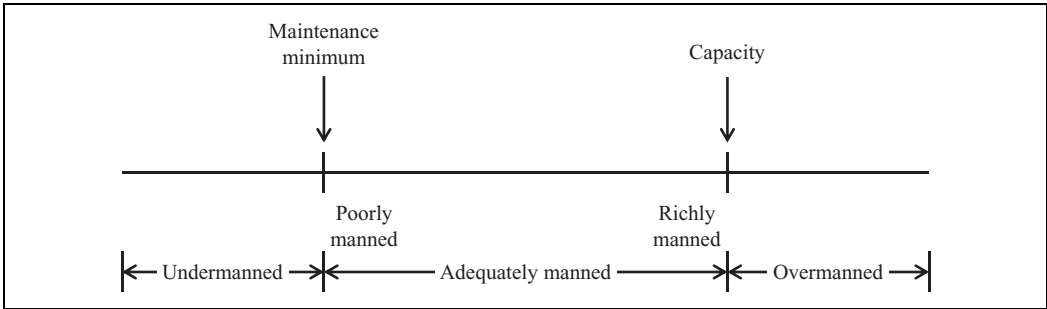 Maintenance
minimum
Capacity
Poorly
manned
Richly
manned
Undermanned
Adequately manned
Overmanned